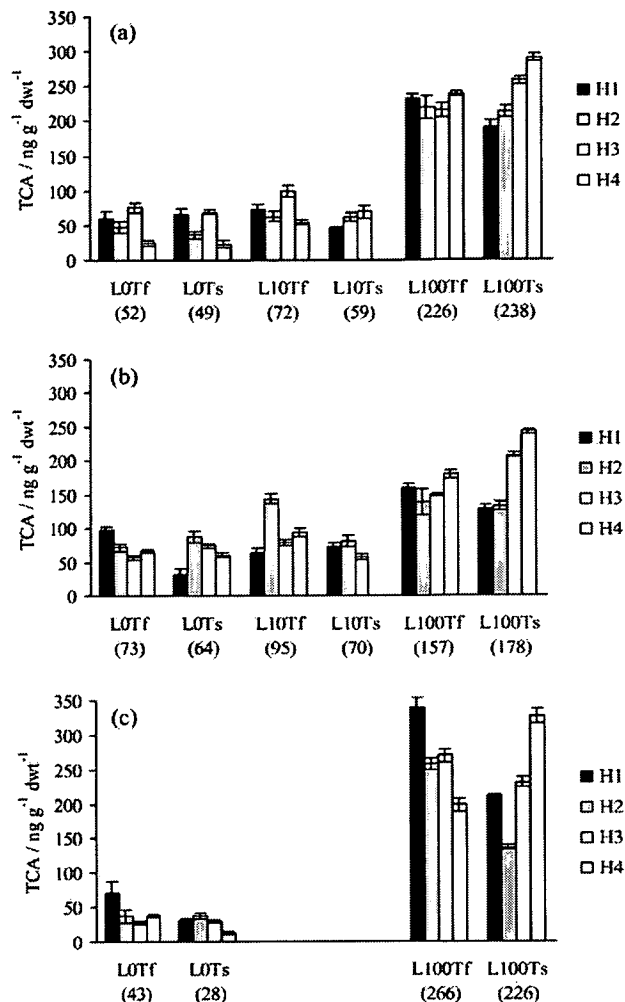 (a)
TCA / ng g⁻¹ dwt⁻¹
350
300
250
200
150
100
50
0
L0Tf L0Ts L10Tf L10Ts L100Tf L100Ts
(52) (49) (72) (59) (226) (238)
H1
H2
H3
H4
(b)
TCA / ng g⁻¹ dwt⁻¹
350
300
250
200
150
100
50
0
L0Tf L0Ts L10Tf L10Ts L100Tf L100Ts
(73) (64) (95) (70) (157) (178)
H1
H2
H3
H4
(c)
TCA / ng g⁻¹ dwt⁻¹
350
300
250
200
150
100
50
0
L0Tf L0Ts L100Tf L100Ts
(43) (28) (266) (226)
H1
H2
H3
H4